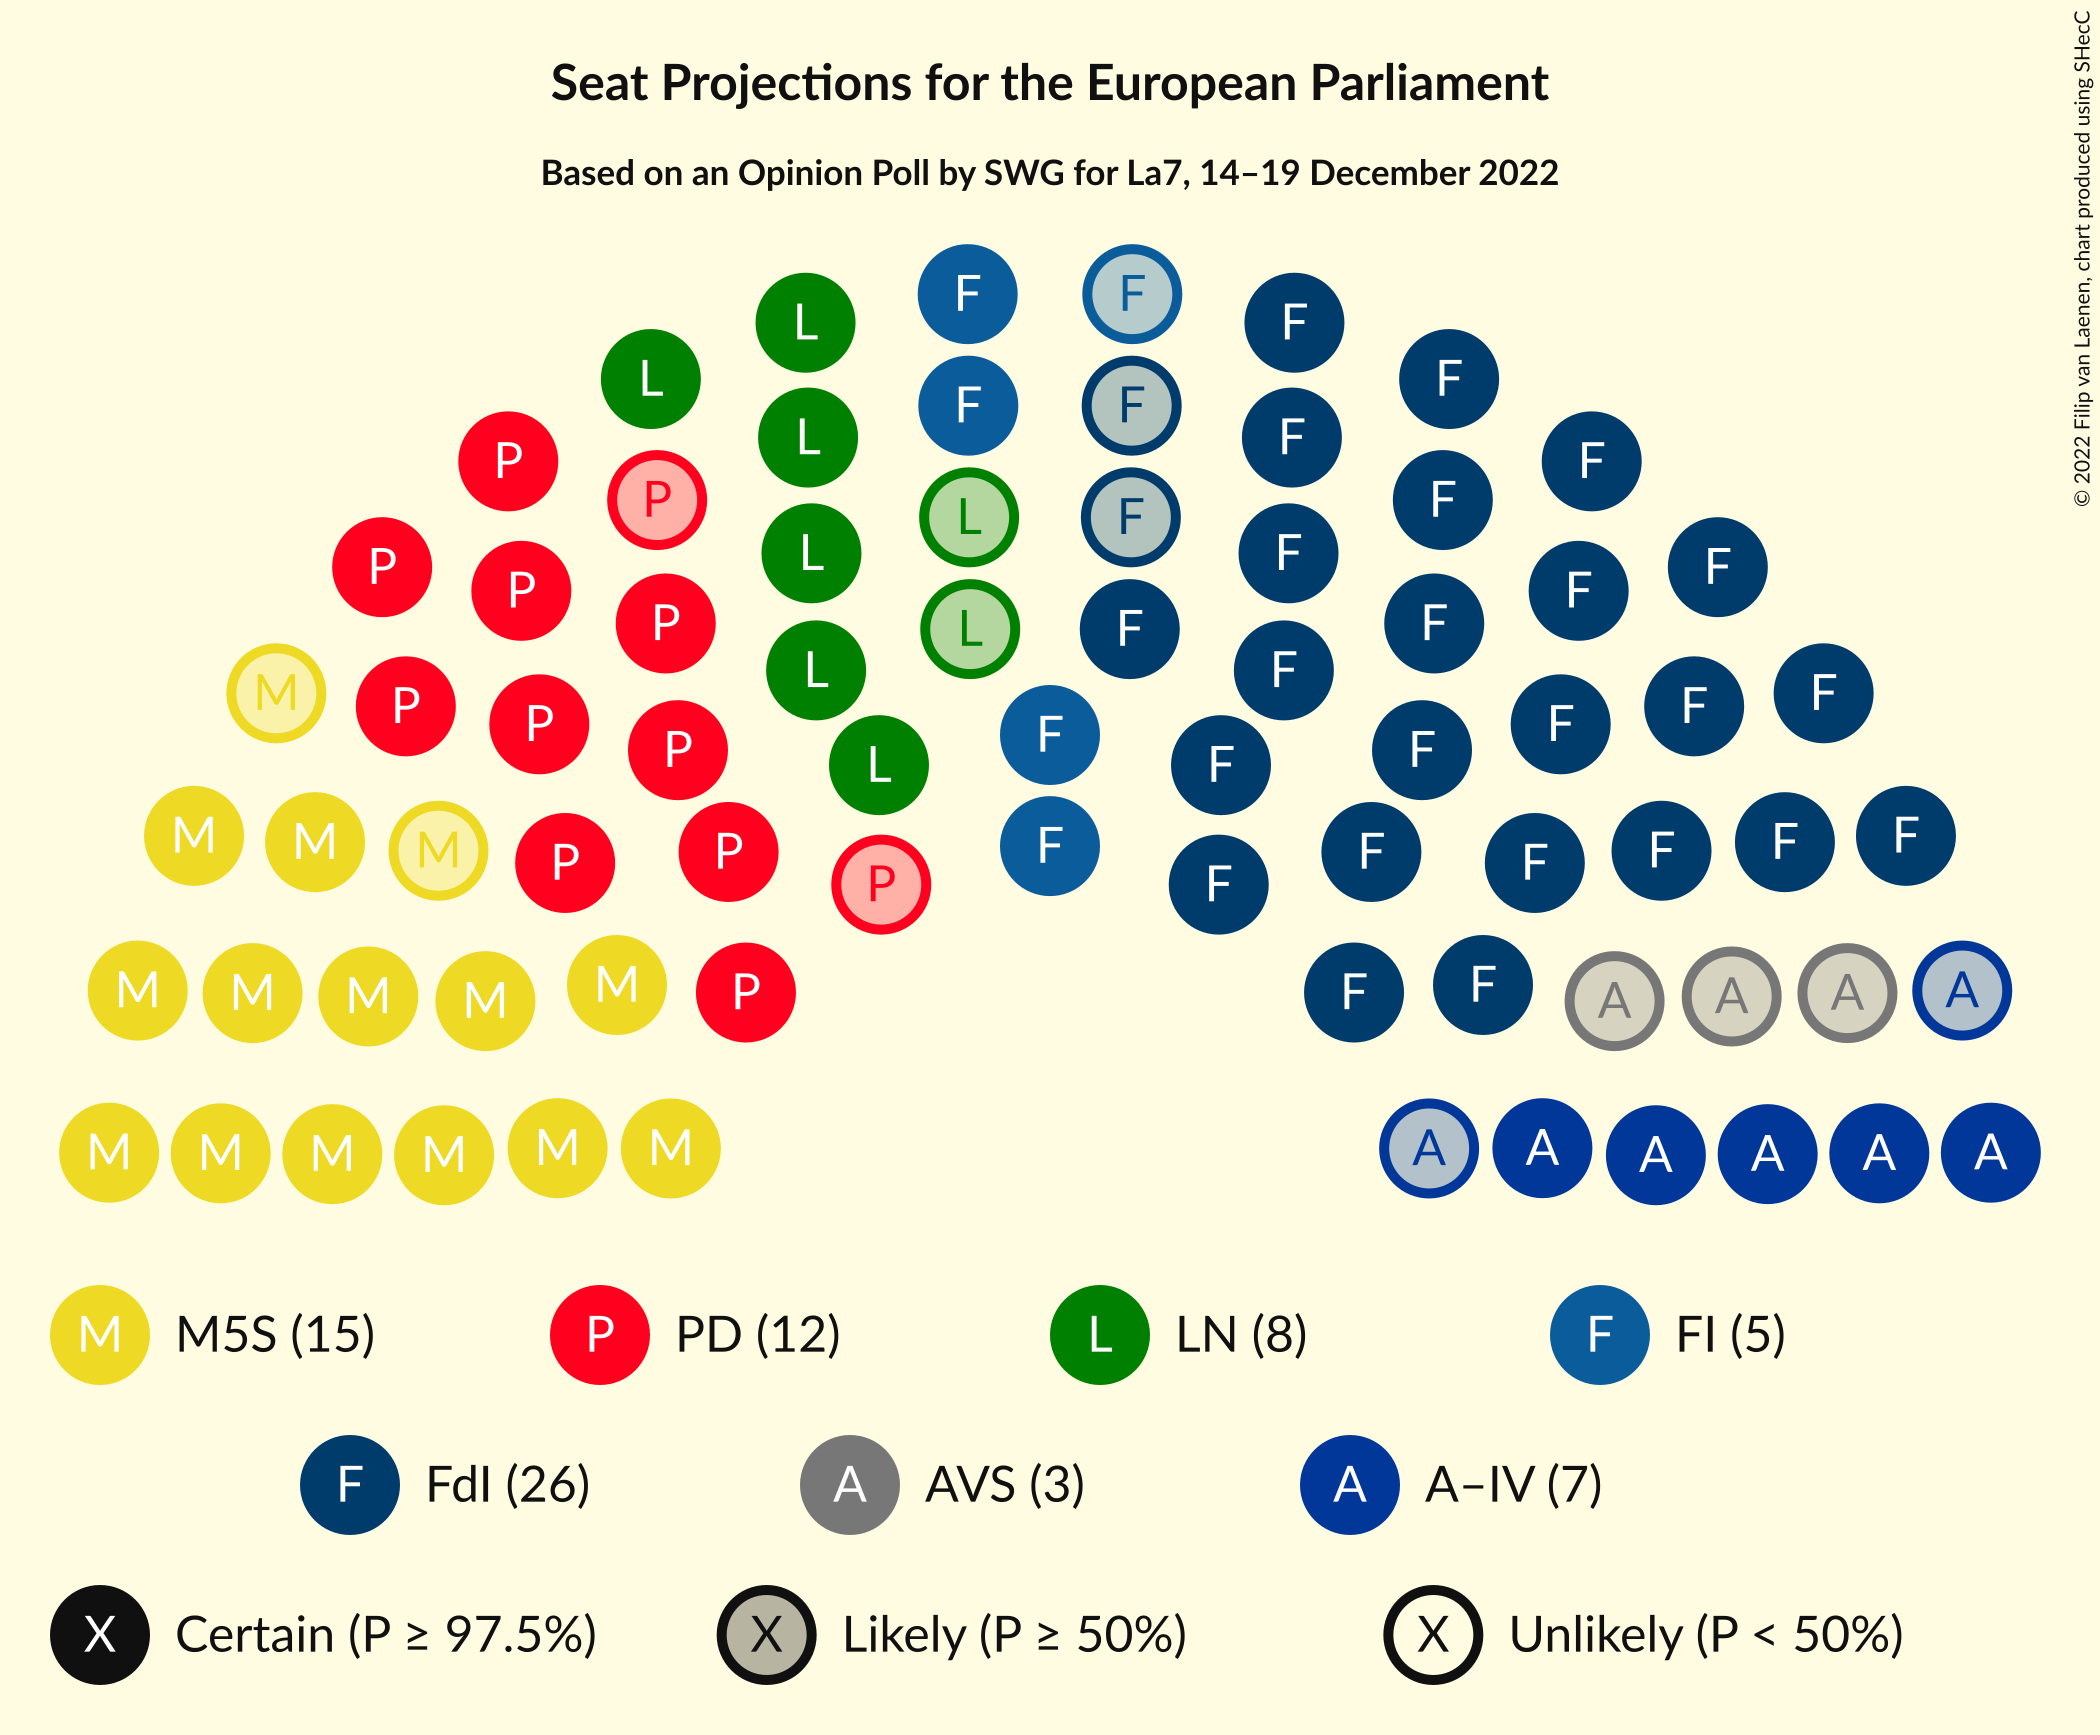 Seat Projections for the European Parliament
Based on an Opinion Poll by SWG for La7, 14–19 December 2022
© 2022 Filip van Laenen, chart produced using SHecC
F F
L F F
L F F
F F
L F F
P F
P L F
L F
P F
L F
P F
P F
P F
L F
M F
P F
P F
P F
F
L F
M F
M F
F
M F
P F
P F
P F
M F
M P F A
M A
M A
M A
M A
M A
M A
M A
M A
M A
M M5S (15) P PD (12) L LN (8) F FI (5)
F FdI (26) A AVS (3) A A–IV (7)
X Certain (P ≥ 97.5%) X Likely (P ≥ 50%) X Unlikely (P < 50%)